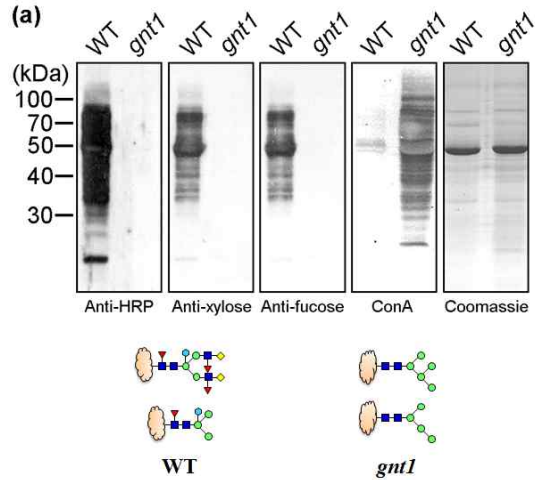 (a)
WT gnt1 WT gnt1 WT gnt1 WT gnt1 WT gnt1
(kDa)
100
70
50
40
30
Anti-HRP Anti-xylose Anti-fucose ConA Coomassie
WT gnt1